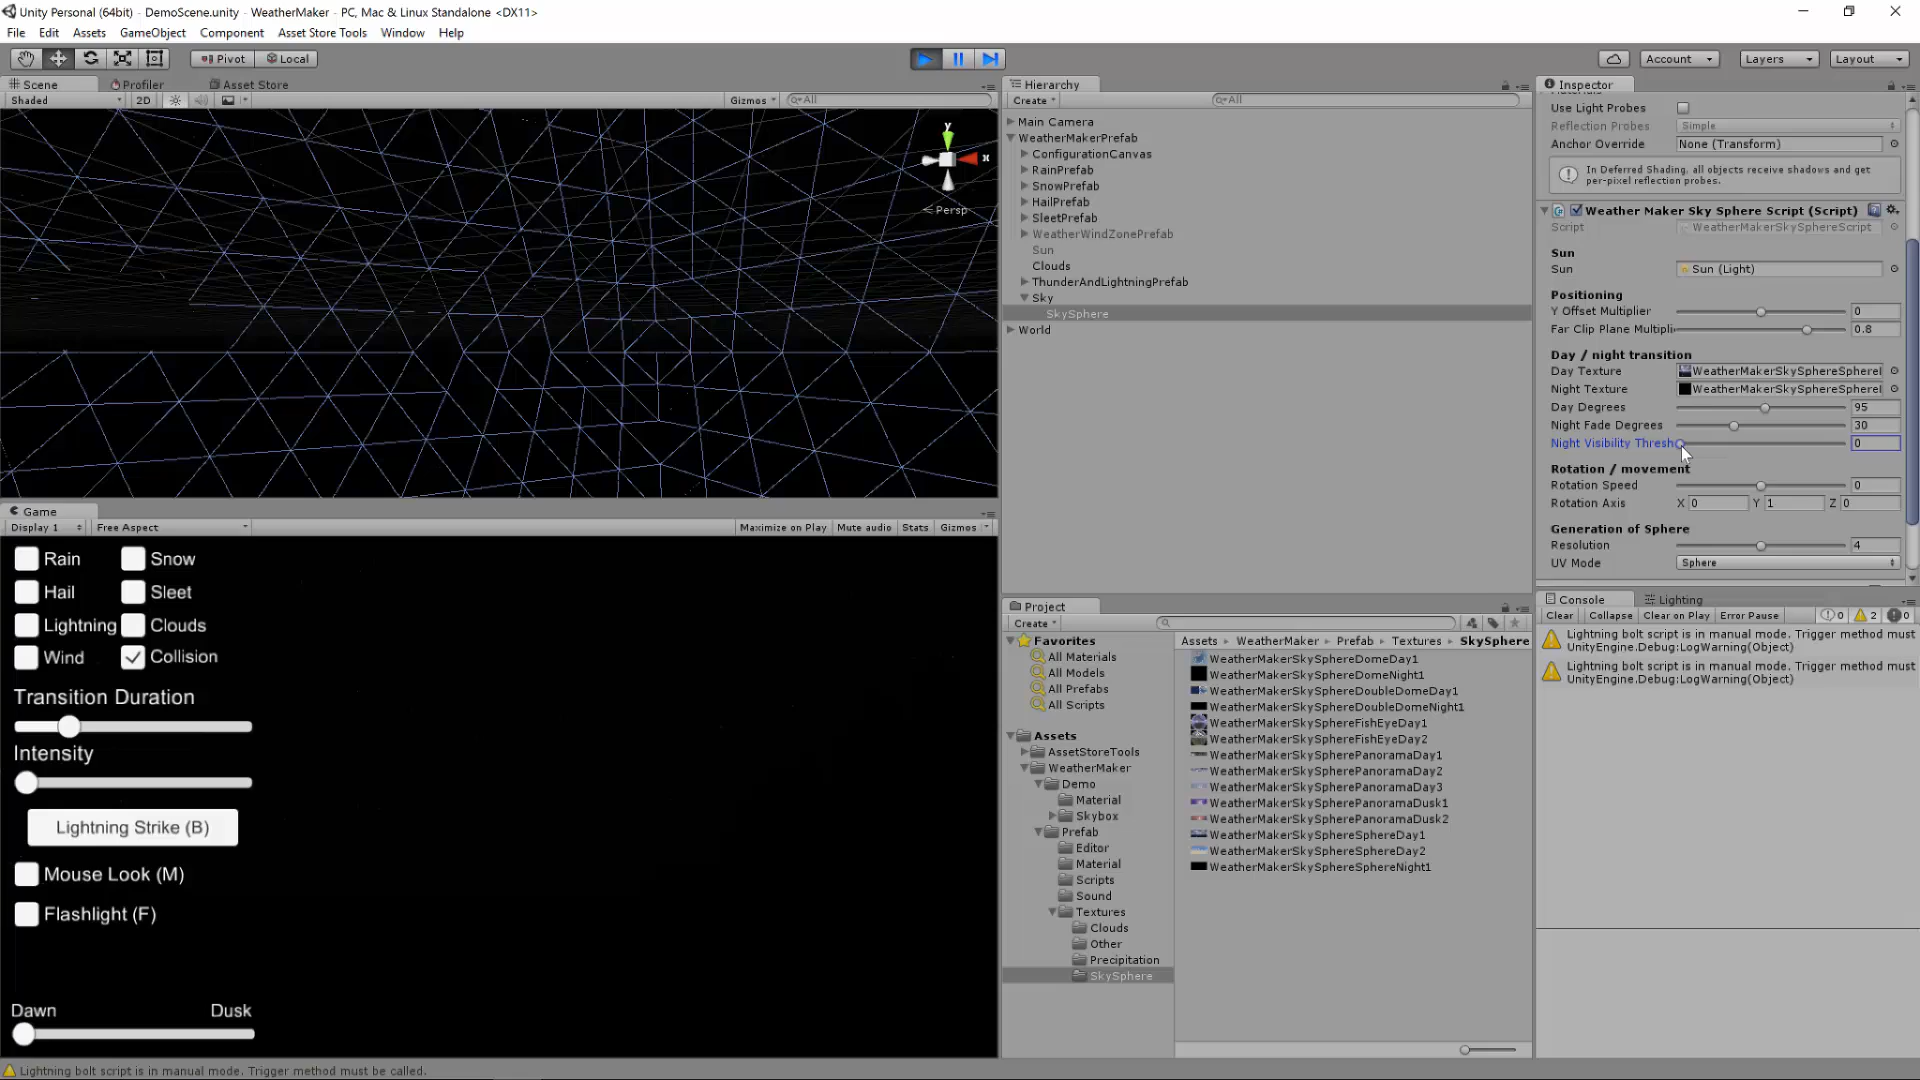 Unity Personal (64bit) - DemoScene.unity - WeatherMaker - PC, Mac & Linux Standalone <DX11>
File Edit Assets GameObject Component Asset Store Tools Window Help
Pivot Local Account Layers Layout
Scene Profiler Asset Store
Shaded 2D Gizmos All
y
x
Persp
Game
Display 1 Free Aspect Maximize on Play Mute audio Stats Gizmos
Rain Snow
Hail Sleet
Lightning Clouds
Wind Collision
Transition Duration
Intensity
Lightning Strike (B)
Mouse Look (M)
Flashlight (F)
Dawn Dusk
Hierarchy
Create All
Main Camera
WeatherMakerPrefab
ConfigurationCanvas
RainPrefab
SnowPrefab
HailPrefab
SleetPrefab
WeatherWindZonePrefab
Sun
Clouds
ThunderAndLightningPrefab
Sky
SkySphere
World
Project
Create
Favorites
All Materials
All Models
All Prefabs
All Scripts
Assets
AssetStoreTools
WeatherMaker
Demo
Material
Skybox
Prefab
Editor
Material
Scripts
Sound
Textures
Clouds
Other
Precipitation
SkySphere
Assets WeatherMaker Prefab Textures SkySphere
WeatherMakerSkySphereDomeDay1
WeatherMakerSkySphereDomeNight1
WeatherMakerSkySphereDoubleDomeDay1
WeatherMakerSkySphereDoubleDomeNight1
WeatherMakerSkySphereFishEyeDay1
WeatherMakerSkySphereFishEyeDay2
WeatherMakerSkySpherePanoramaDay1
WeatherMakerSkySpherePanoramaDay2
WeatherMakerSkySpherePanoramaDay3
WeatherMakerSkySpherePanoramaDusk1
WeatherMakerSkySpherePanoramaDusk2
WeatherMakerSkySphereSphereDay1
WeatherMakerSkySphereSphereDay2
WeatherMakerSkySphereSphereNight1
Inspector
Use Light Probes
Reflection Probes Simple
Anchor Override None (Transform)
In Deferred Shading, all objects receive shadows and get
per-pixel reflection probes.
Weather Maker Sky Sphere Script (Script)
Script WeatherMakerSkySphereScript
Sun
Sun Sun (Light)
Positioning
Y Offset Multiplier 0
Far Clip Plane Multipli 0.8
Day / night transition
Day Texture WeatherMakerSkySphereSphere
Night Texture WeatherMakerSkySphereSphere
Day Degrees 95
Night Fade Degrees 30
Night Visibility Thresh 0
Rotation / movement
Rotation Speed 0
Rotation Axis X 0 Y 1 Z 0
Generation of Sphere
Resolution 4
UV Mode Sphere
Console Lighting
Clear Collapse Clear on Play Error Pause 0 2 0
Lightning bolt script is in manual mode. Trigger method must
UnityEngine.Debug:LogWarning(Object)
Lightning bolt script is in manual mode. Trigger method must
UnityEngine.Debug:LogWarning(Object)
Lightning bolt script is in manual mode. Trigger method must be called.